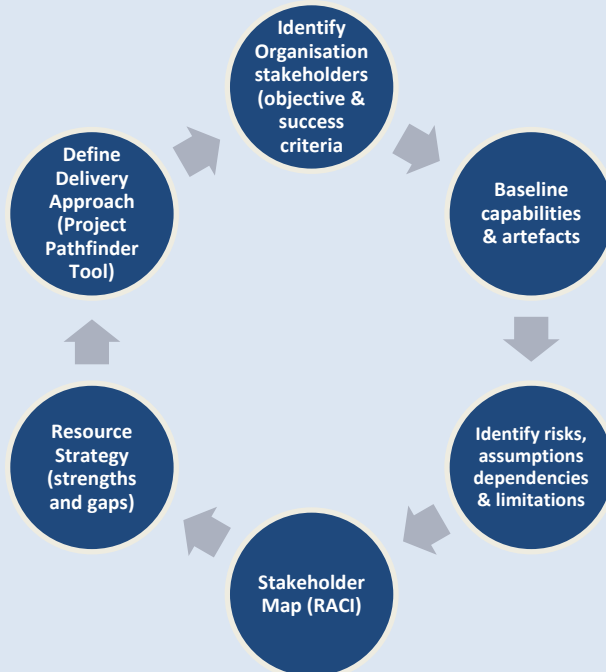 Identify
Organisation
stakeholders
(objective &
success
criteria
Baseline
capabilities
& artefacts
Identify risks,
assumptions
dependencies
& limitations
Stakeholder
Map (RACI)
Resource
Strategy
(strengths
and gaps)
Define
Delivery
Approach
(Project
Pathfinder
Tool)